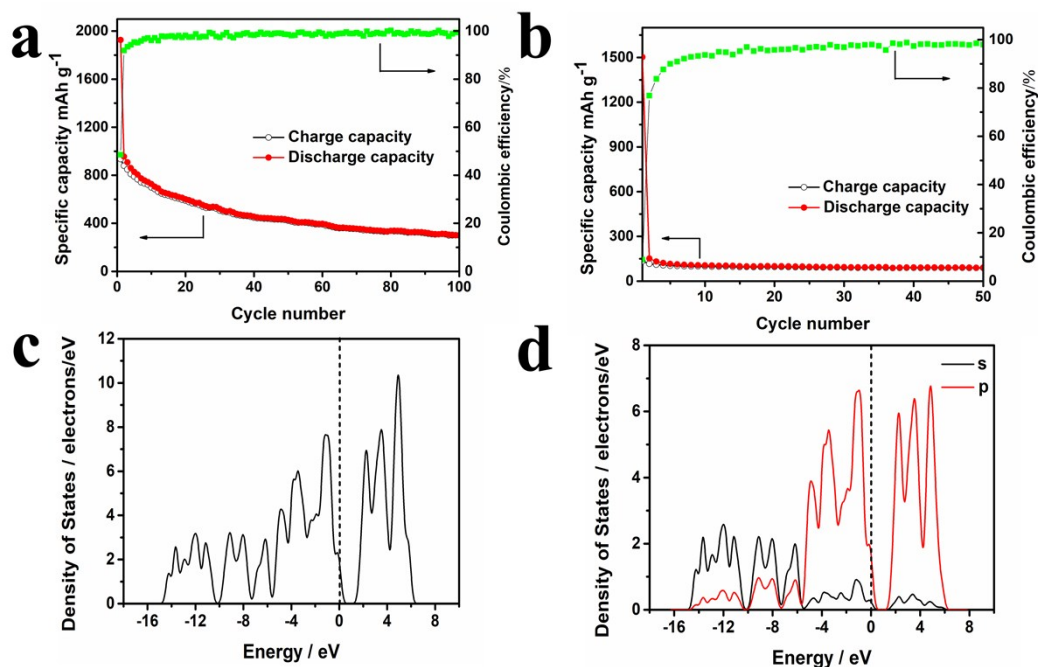 a
2000
1600
1200
800
400
0
Specific capacity mAh g-1
Charge capacity
Discharge capacity
100
80
60
40
20
0
Coulombic efficiency/%
0 20 40 60 80 100
Cycle number
b
1500
1200
900
600
300
150
0
Specific capacity mAh g-1
Charge capacity
Discharge capacity
100
80
60
40
20
0
Coulombic efficiency/%
10 20 30 40 50
Cycle number
c
12
10
8
6
4
2
0
Density of States / electrons/eV
-16 -12 -8 -4 0 4 8
Energy / eV
d
8
6
4
2
0
Density of States / electrons/eV
s
p
-16 -12 -8 -4 0 4 8
Energy / eV